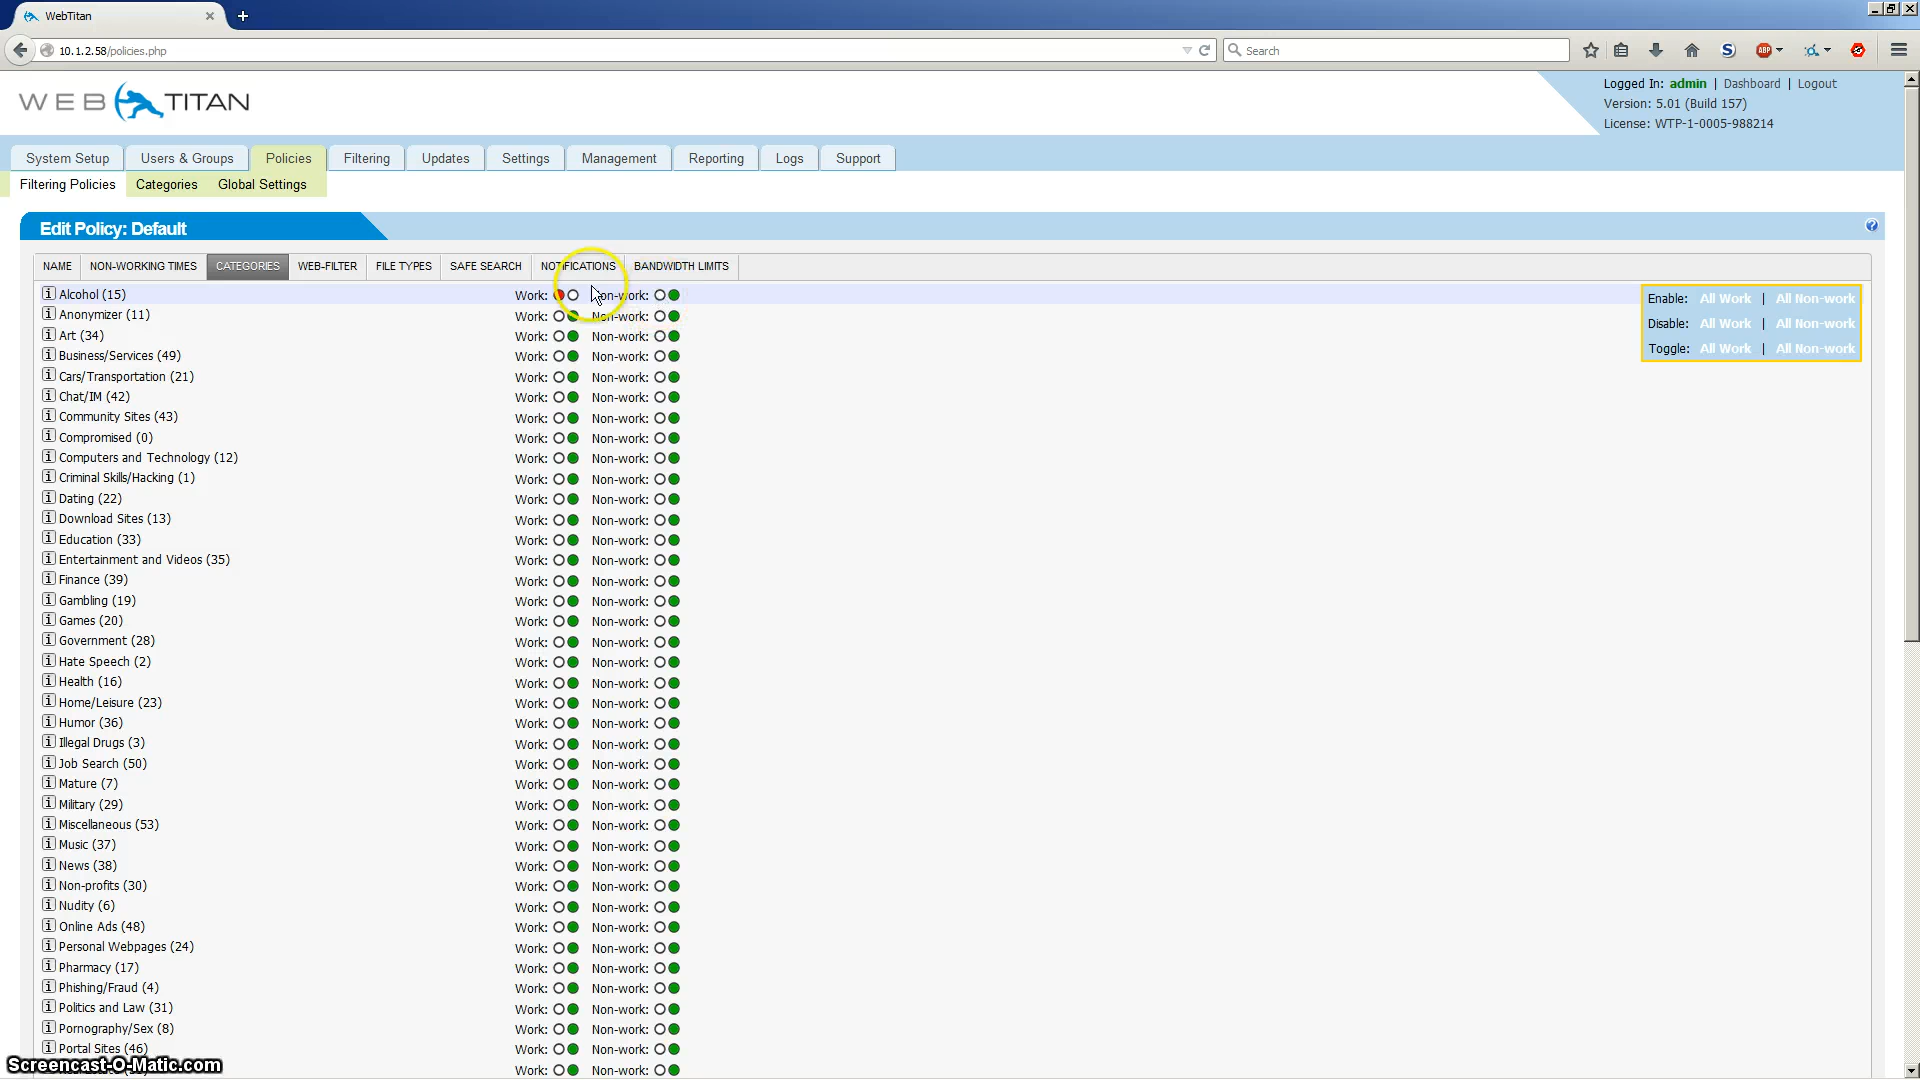 WebTitan
10.1.2.58/policies.php
Search
ABP
WEB TITAN
Logged In: admin | Dashboard | Logout
Version: 5.01 (Build 157)
License: WTP-1-0005-988214
System Setup Users & Groups Policies Filtering Updates Settings Management Reporting Logs Support
Filtering Policies Categories Global Settings
Edit Policy: Default
NAME NON-WORKING TIMES CATEGORIES WEB-FILTER FILE TYPES SAFE SEARCH NOTIFICATIONS BANDWIDTH LIMITS
Enable: All Work | All Non-work
Disable: All Work | All Non-work
Toggle: All Work | All Non-work
Alcohol (15) Work: Non-work:
Anonymizer (11) Work: Non-work:
Art (34) Work: Non-work:
Business/Services (49) Work: Non-work:
Cars/Transportation (21) Work: Non-work:
Chat/IM (42) Work: Non-work:
Community Sites (43) Work: Non-work:
Compromised (0) Work: Non-work:
Computers and Technology (12) Work: Non-work:
Criminal Skills/Hacking (1) Work: Non-work:
Dating (22) Work: Non-work:
Download Sites (13) Work: Non-work:
Education (33) Work: Non-work:
Entertainment and Videos (35) Work: Non-work:
Finance (39) Work: Non-work:
Gambling (19) Work: Non-work:
Games (20) Work: Non-work:
Government (28) Work: Non-work:
Hate Speech (2) Work: Non-work:
Health (16) Work: Non-work:
Home/Leisure (23) Work: Non-work:
Humor (36) Work: Non-work:
Illegal Drugs (3) Work: Non-work:
Job Search (50) Work: Non-work:
Mature (7) Work: Non-work:
Military (29) Work: Non-work:
Miscellaneous (53) Work: Non-work:
Music (37) Work: Non-work:
News (38) Work: Non-work:
Non-profits (30) Work: Non-work:
Nudity (6) Work: Non-work:
Online Ads (48) Work: Non-work:
Personal Webpages (24) Work: Non-work:
Pharmacy (17) Work: Non-work:
Phishing/Fraud (4) Work: Non-work:
Politics and Law (31) Work: Non-work:
Pornography/Sex (8) Work: Non-work:
Portal Sites (46) Work: Non-work:
Work: Non-work:
Screencast-O-Matic.com